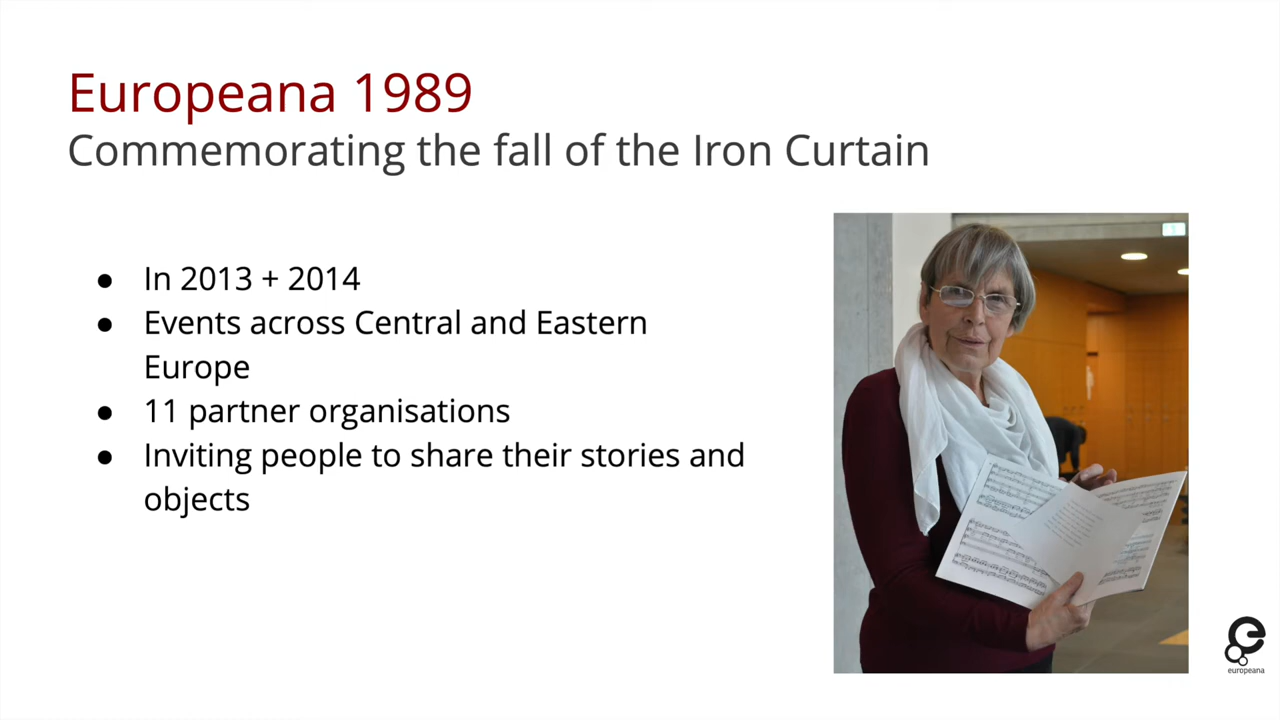 Europeana 1989
Commemorating the fall of the Iron Curtain
● In 2013 + 2014
● Events across Central and Eastern
Europe
● 11 partner organisations
● Inviting people to share their stories and
objects
europeana